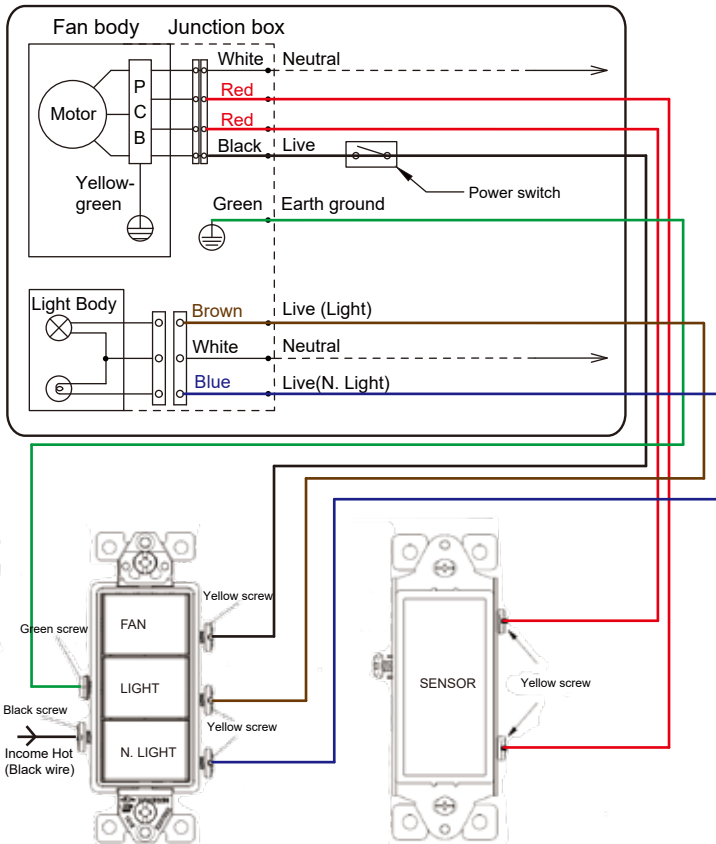 Fan body
Junction box
White
Neutral
P
C
B
Motor
Red
Red
Black
Live
Yellow-
green
Power switch
Green
Earth ground
Light Body
Brown
Live (Light)
White
Neutral
Blue
Live(N. Light)
Yellow screw
FAN
Green screw
LIGHT
Black screw
Yellow screw
N. LIGHT
Income Hot
(Black wire)
SENSOR
Yellow screw